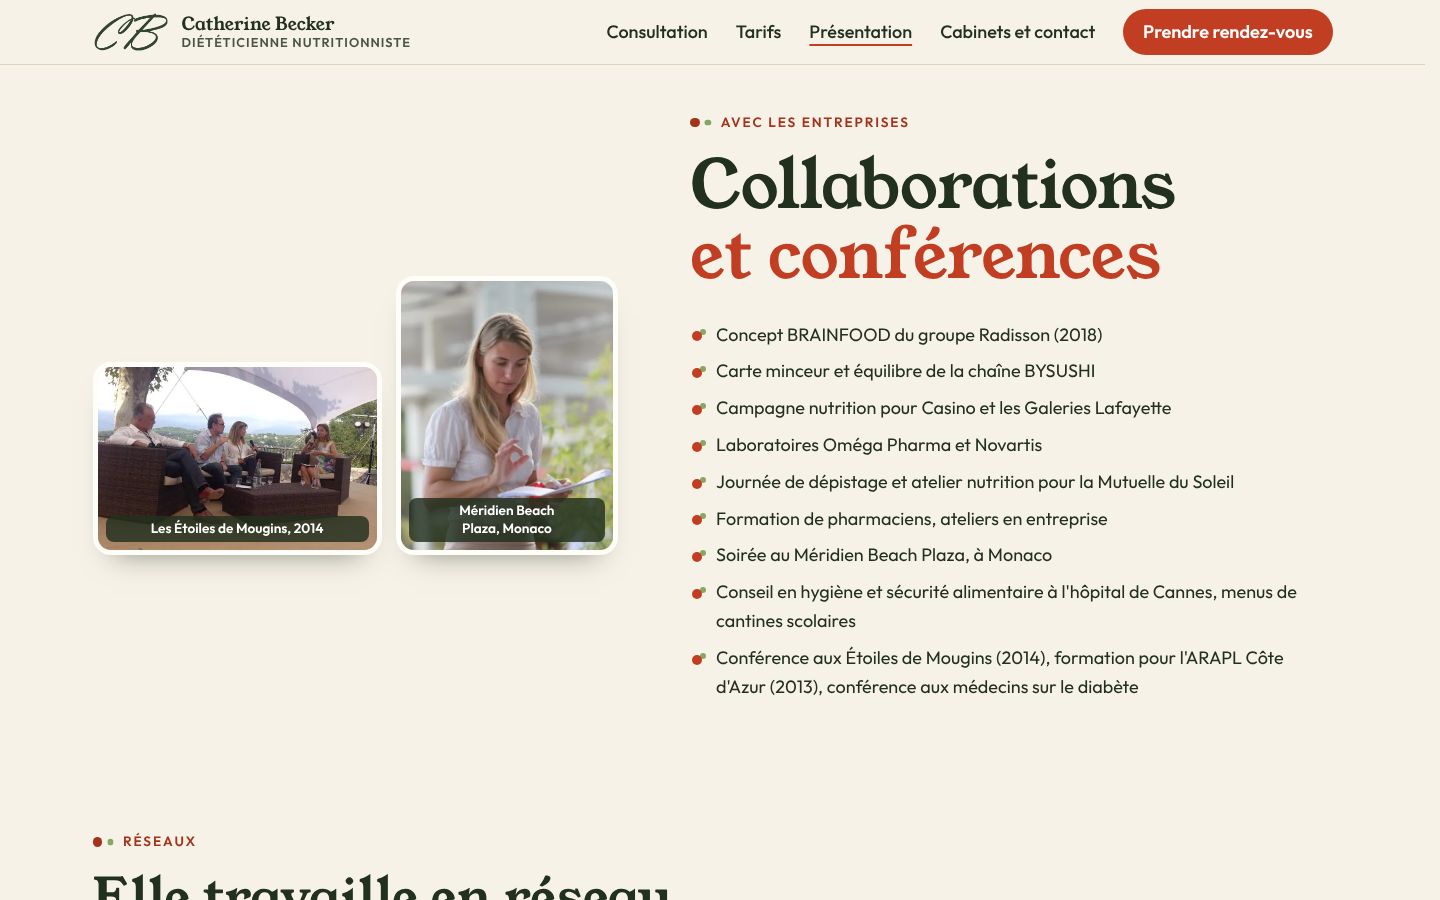 CB
Catherine Becker
DIÉTÉTICIENNE NUTRITIONNISTE
Consultation
Tarifs
Présentation
Cabinets et contact
Prendre rendez-vous
Les Étoiles de Mougins, 2014
Méridien Beach
Plaza, Monaco
AVEC LES ENTREPRISES
Collaborations
et conférences
Concept BRAINFOOD du groupe Radisson (2018)
Carte minceur et équilibre de la chaîne BYSUSHI
Campagne nutrition pour Casino et les Galeries Lafayette
Laboratoires Oméga Pharma et Novartis
Journée de dépistage et atelier nutrition pour la Mutuelle du Soleil
Formation de pharmaciens, ateliers en entreprise
Soirée au Méridien Beach Plaza, à Monaco
Conseil en hygiène et sécurité alimentaire à l'hôpital de Cannes, menus de
cantines scolaires
Conférence aux Étoiles de Mougins (2014), formation pour l'ARAPL Côte
d'Azur (2013), conférence aux médecins sur le diabète
RÉSEAUX
Elle travaille en réseau